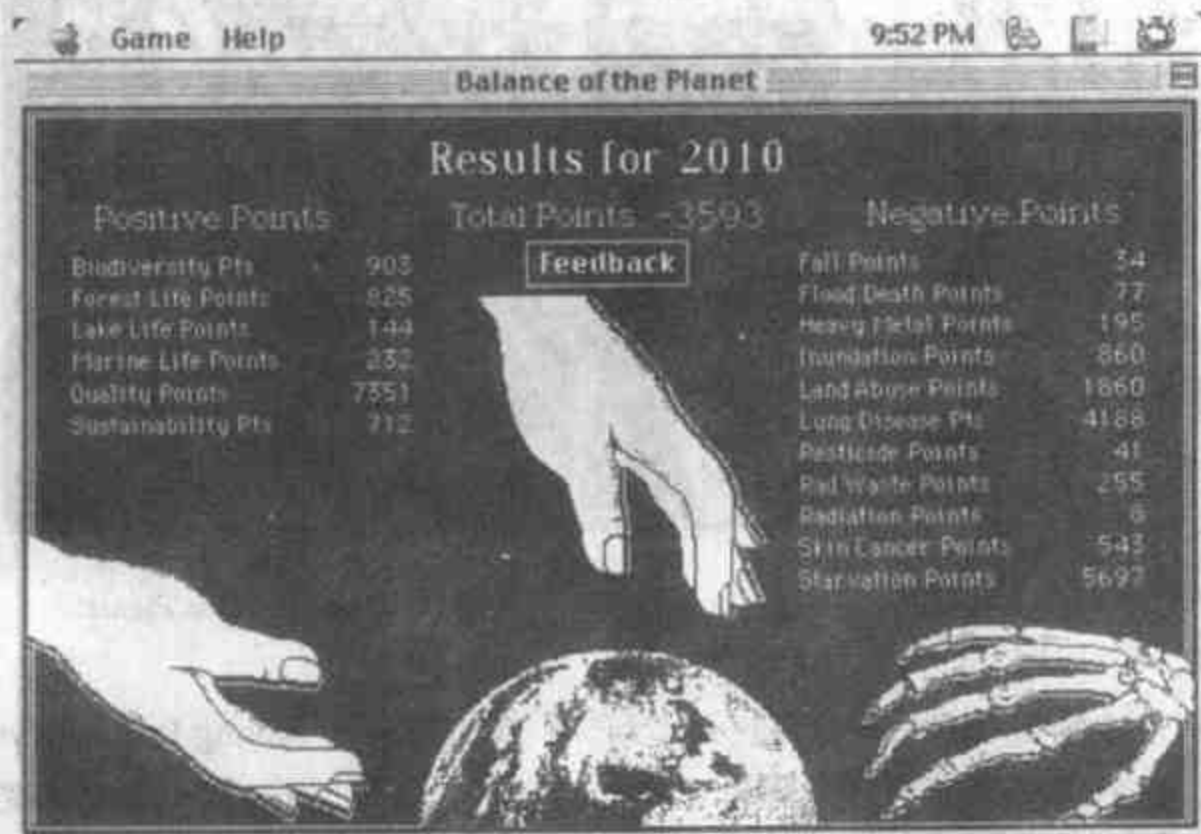 Game Help 9:52 PM
Balance of the Planet
Results for 2010
Positive Points Total Points -3593 Negative Points
Feedback
Biodiversity Pts 903
Forest Life Points 825
Lake Life Points 144
Marine Life Points 232
Quality Points 7351
Sustainability Pts 712
Fall Points 34
Flood Death Points 77
Heavy Metal Points 195
Inundation Points 860
Land Abuse Points 1860
Lung Disease Pts 4188
Pesticide Points 41
Rad Waste Points 255
Radiation Points
Skin Cancer Points 543
Starvation Points 5697